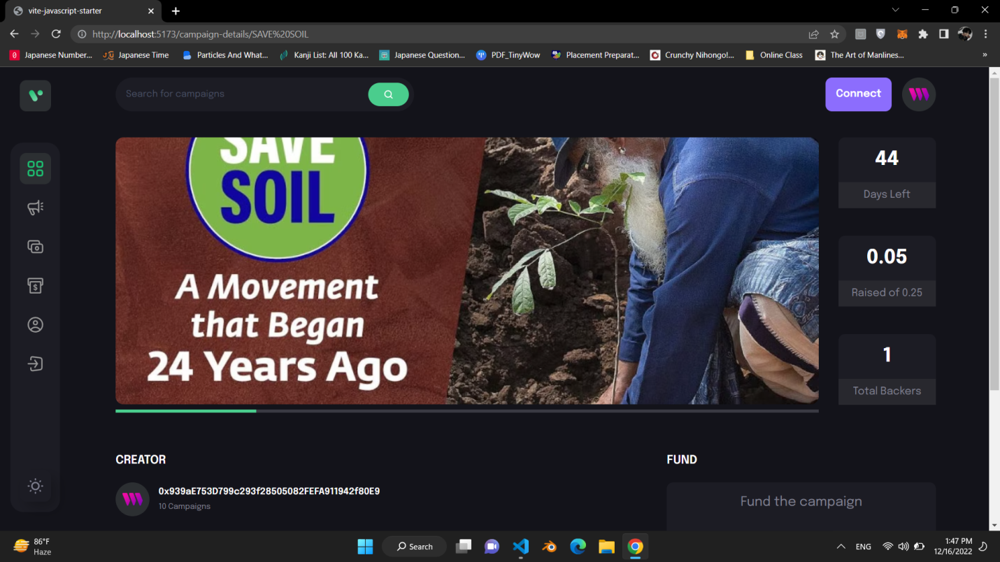 vite-javascript-starter
http://localhost:5173/campaign-details/SAVE%20SOIL
Japanese Number...
Japanese Time
Particles And What...
Kanji List: All 100 Ka...
Japanese Question...
PDF_TinyWow
Placement Preparat...
Crunchy Nihongo!...
Online Class
The Art of Manlines...
»
Search for campaigns
Connect
SAVE
SOIL
A Movement
that Began
24 Years Ago
44
Days Left
0.05
Raised of 0.25
1
Total Backers
CREATOR
0x939aE753D799c293f28505082FEFA911942f80E9
10 Campaigns
FUND
Fund the campaign
86°F
Haze
Search
ENG
1:47 PM
12/16/2022